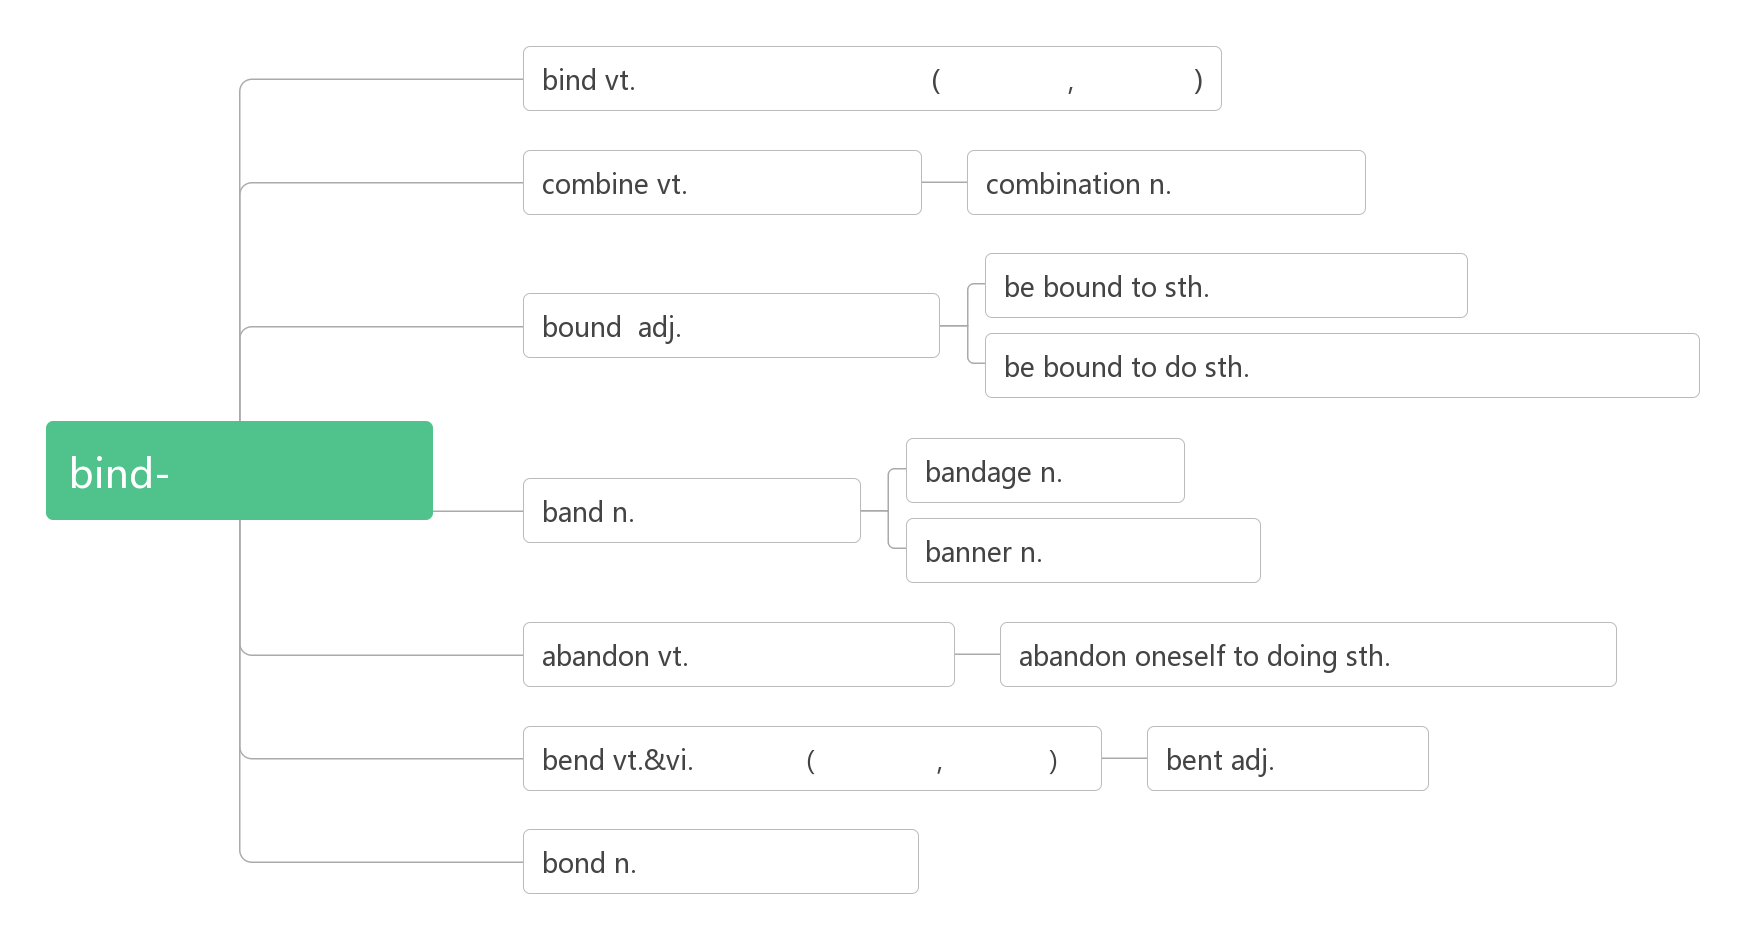 bind vt. ( , )
combine vt.
combination n.
bound adj.
be bound to sth.
be bound to do sth.
bind-
band n.
bandage n.
banner n.
abandon vt.
abandon oneself to doing sth.
bend vt.&vi. ( , )
bent adj.
bond n.